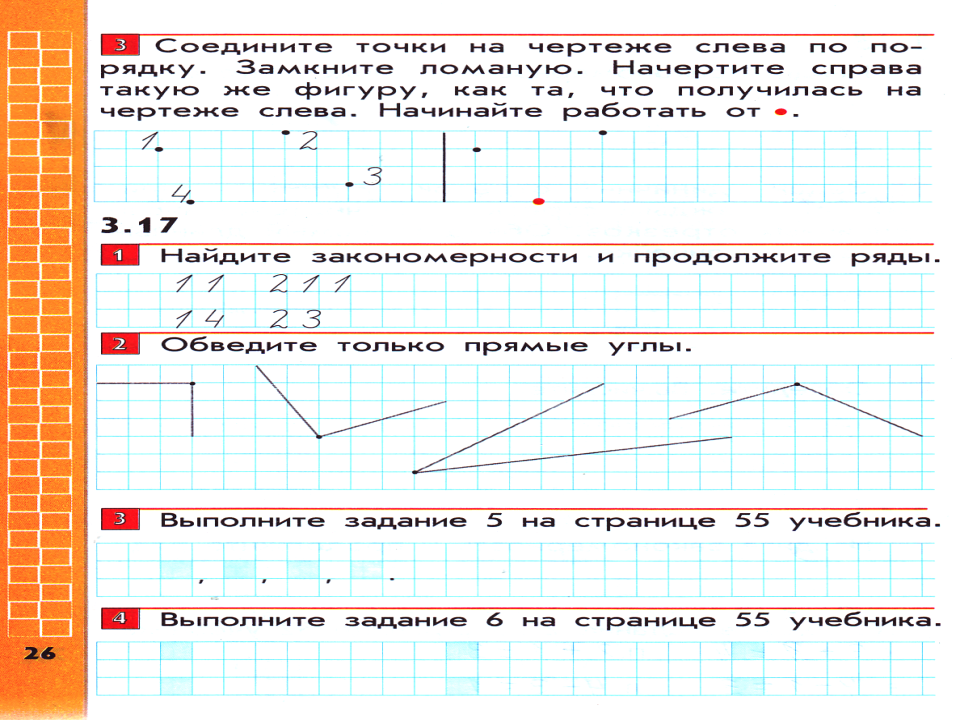 3 Соедините точки на чертеже слева по по-
рядку. Замкните ломаную. Начертите справа
такую же фигуру, как та, что получилась на
чертеже слева. Начинайте работать от •.
1 2
3
4
3.17
1 Найдите закономерности и продолжите ряды.
1 1 2 1 1
1 4 2 3
2 Обведите только прямые углы.
3 Выполните задание 5 на странице 55 учебника.
, , , .
4 Выполните задание 6 на странице 55 учебника.
26